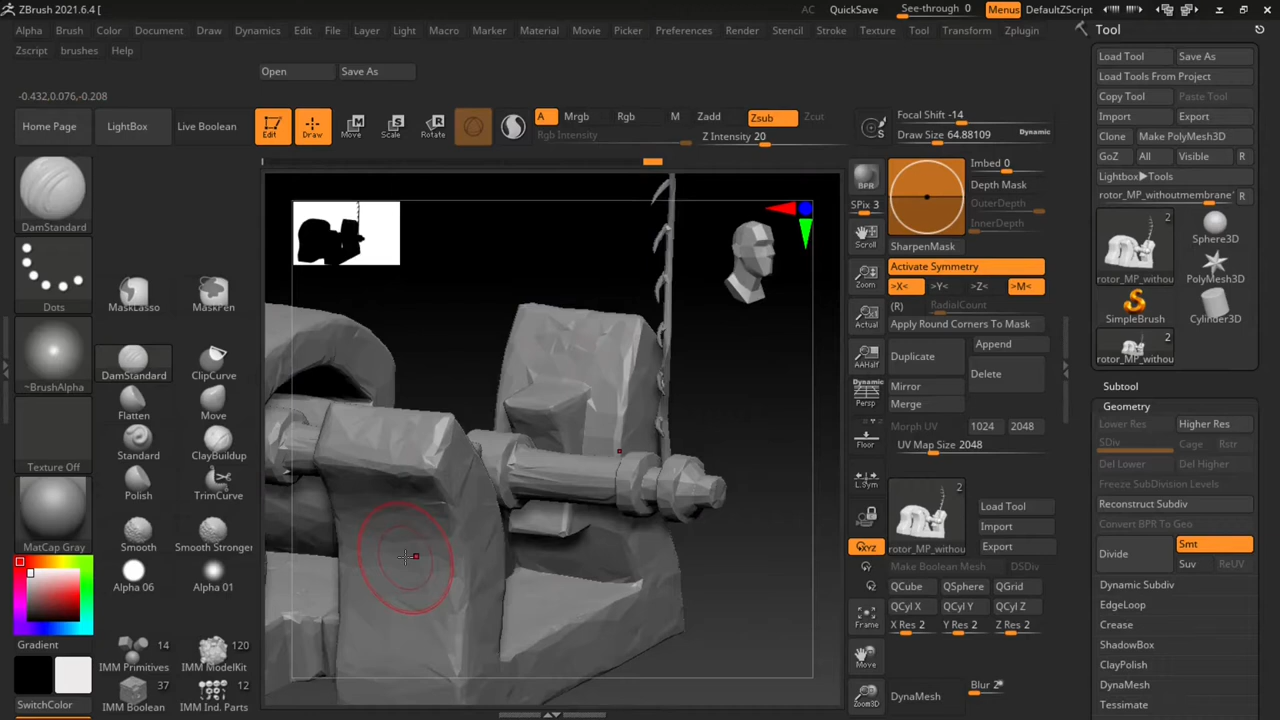 ZBrush 2021.6.4 [
AC
QuickSave
See-through 0
Menus
DefaultZScript
Alpha
Brush
Color
Document
Draw
Dynamics
Edit
File
Layer
Light
Macro
Marker
Material
Movie
Picker
Preferences
Render
Stencil
Stroke
Texture
Tool
Transform
Zplugin
Zscript
brushes
Help
Open
Save As
-0.432,0.076,-0.208
Home Page
LightBox
Live Boolean
Edit
Draw
Move
Scale
Rotate
A
Mrgb
Rgb
M
Zadd
Zsub
Zcut
Rgb Intensity
Z Intensity 20
Focal Shift -14
Draw Size 64.88109
Dynamic
DamStandard
Dots
~BrushAlpha
Texture Off
MatCap Gray
Gradient
SwitchColor
MaskLasso
MaskPen
DamStandard
ClipCurve
Flatten
Move
Standard
ClayBuildup
Polish
TrimCurve
Smooth
Smooth Stronger
Alpha 06
Alpha 01
14
120
IMM Primitives
IMM ModelKit
37
12
IMM Boolean
IMM Ind. Parts
BPR
SPix 3
Scroll
Zoom
Actual
AAHalf
Dynamic
Persp
Floor
L.Sym
XYZ
Frame
Move
Zoom3D
Imbed 0
Depth Mask
OuterDepth
InnerDepth
SharpenMask
Activate Symmetry
>X<
>Y<
>Z<
>M<
(R)
RadialCount
Apply Round Corners To Mask
Duplicate
Append
Mirror
Delete
Merge
Morph UV
1024
2048
UV Map Size 2048
2
Load Tool
Import
Export
rotor_MP_withou
Make Boolean Mesh
DSDiv
QCube
QSphere
QGrid
QCyl X
QCyl Y
QCyl Z
X Res 2
Y Res 2
Z Res 2
DynaMesh
Blur 2
Tool
Load Tool
Save As
Load Tools From Project
Copy Tool
Paste Tool
Import
Export
Clone
Make PolyMesh3D
GoZ
All
Visible
R
Lightbox▶Tools
rotor_MP_withoutmembrane
R
2
Sphere3D
rotor_MP_withou
PolyMesh3D
SimpleBrush
Cylinder3D
2
rotor_MP_withou
Subtool
Geometry
Lower Res
Higher Res
SDiv
Cage
Rstr
Del Lower
Del Higher
Freeze SubDivision Levels
Reconstruct Subdiv
Convert BPR To Geo
Divide
Smt
Suv
ReUV
Dynamic Subdiv
EdgeLoop
Crease
ShadowBox
ClayPolish
DynaMesh
Tessimate